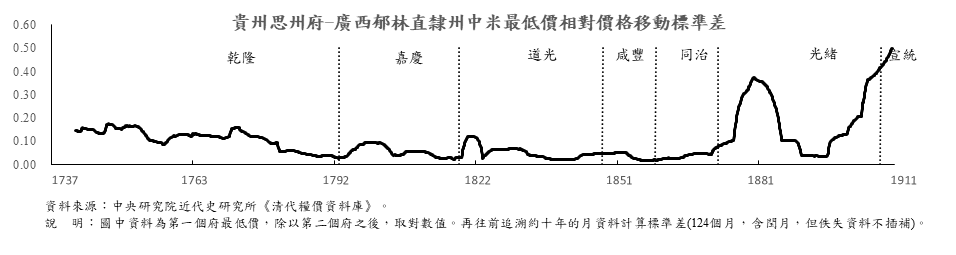 貴州思州府-廣西郁林直隸州中米最低價相對價格移動標準差
0.60
0.50
0.40
0.30
0.20
0.10
0.00
乾隆 嘉慶 道光 咸豐 同治 光緒 宣統
1737 1763 1792 1822 1851 1881 1911
資料來源：中央研究院近代史研究所《清代糧價資料庫》。
說　明：圖中資料為第一個府最低價，除以第二個府之後，取對數值。再往前追溯約十年的月資料計算標準差(124個月，含閏月，但佚失資料不插補)。